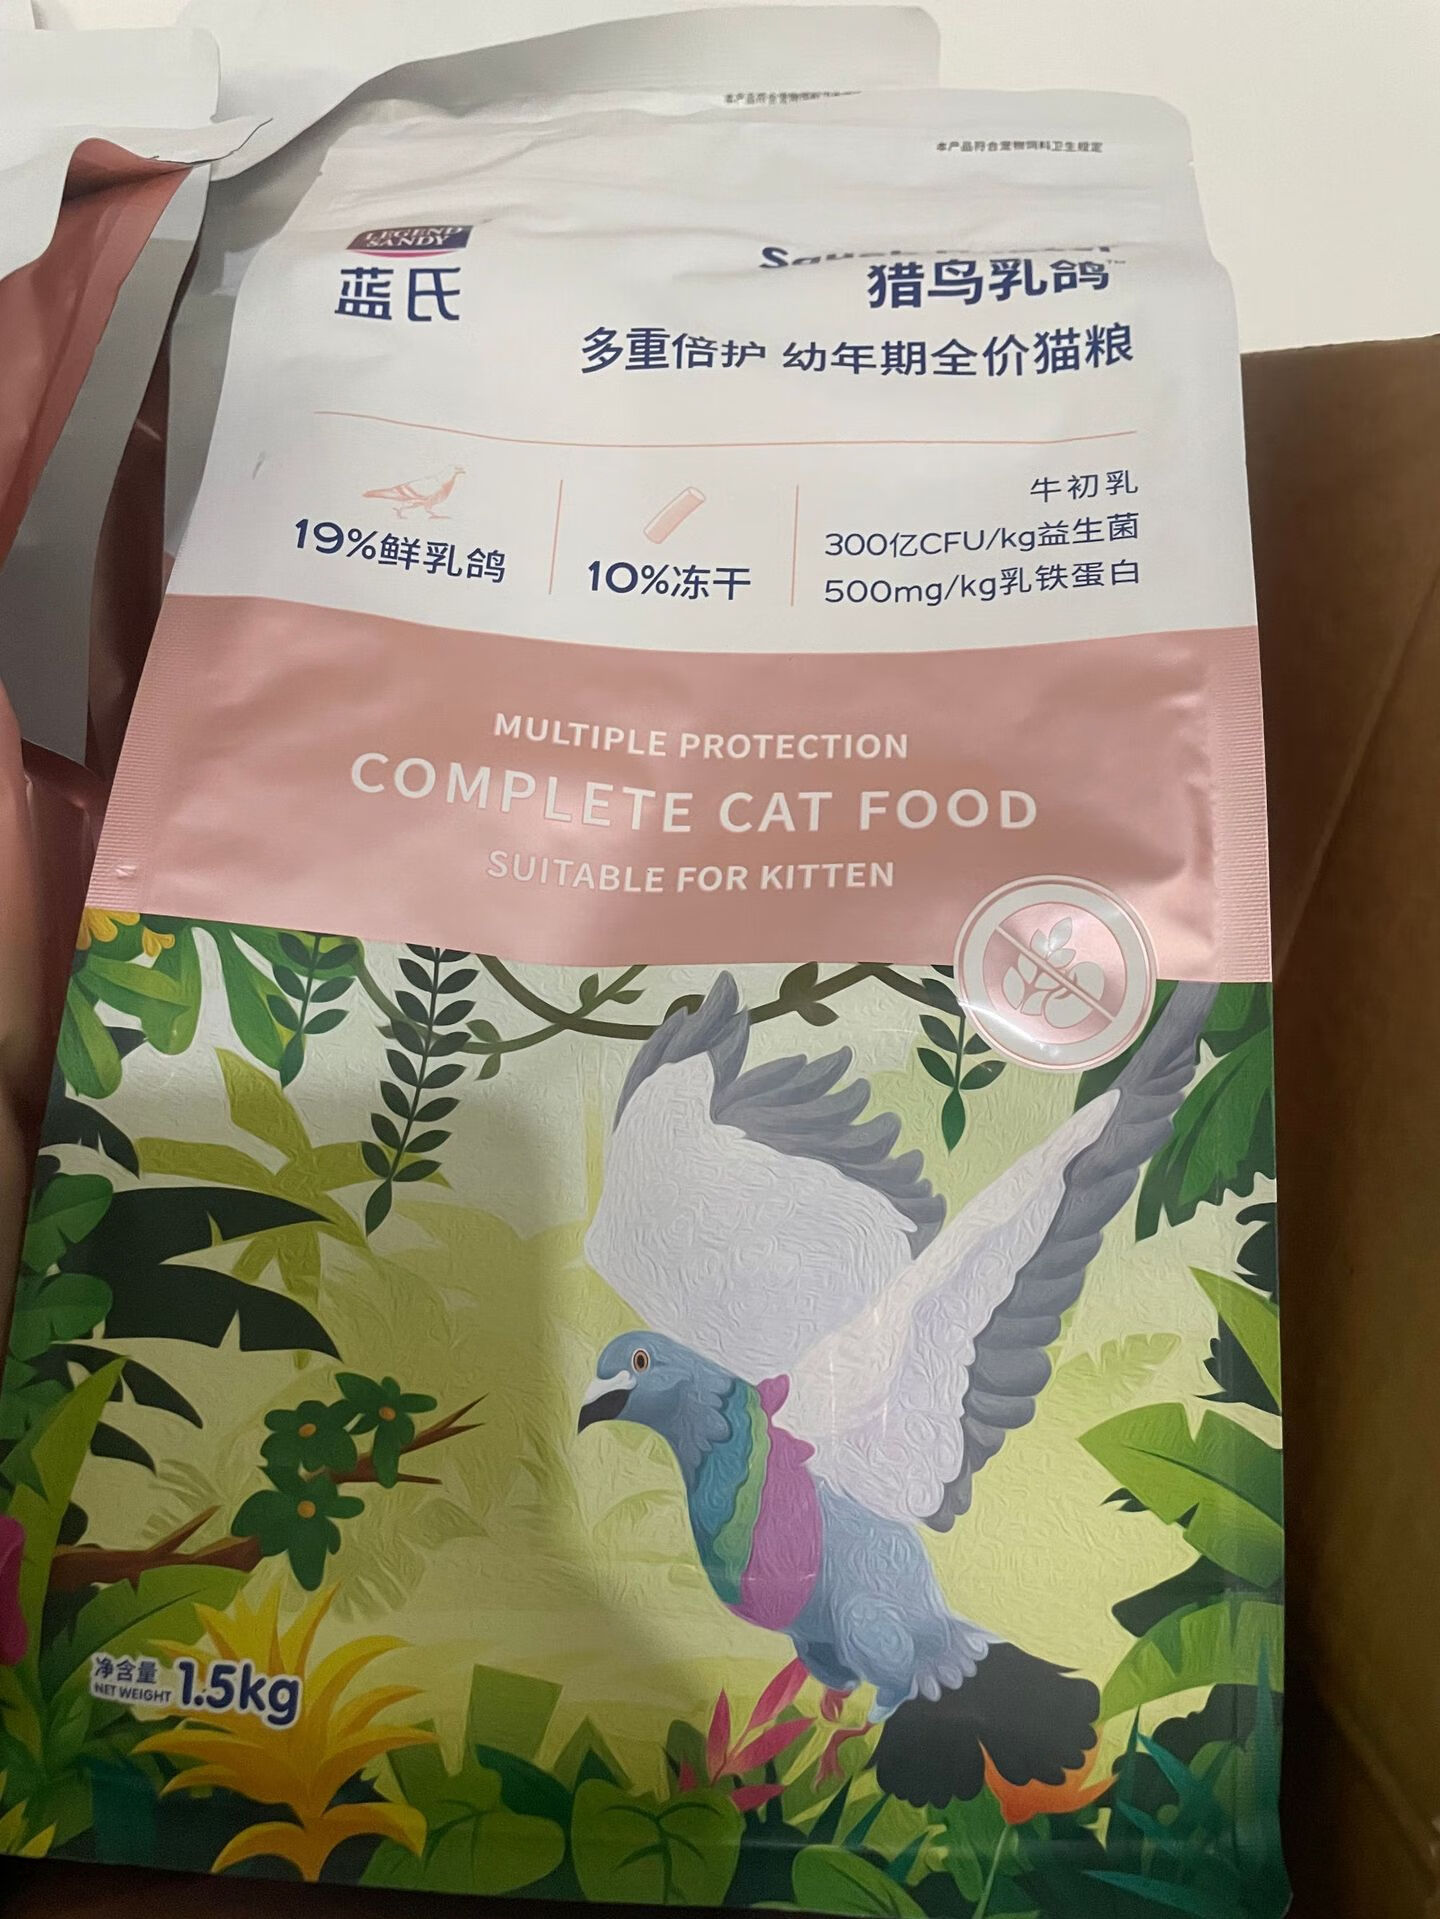 本产品符合宠物饲料卫生规定
LEGEND
SANDY
蓝氏
猎鸟乳鸽™
多重倍护 幼年期全价猫粮
19%鲜乳鸽
10%冻干
牛初乳
300亿CFU/kg益生菌
500mg/kg乳铁蛋白
MULTIPLE PROTECTION
COMPLETE CAT FOOD
SUITABLE FOR KITTEN
净含量
NET WEIGHT
1.5kg